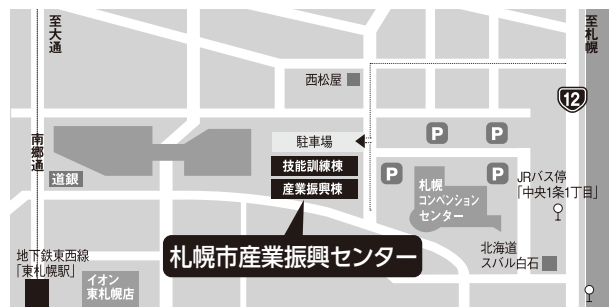 至大通
至札幌
西松屋
12
南郷通
駐車場
P
P
技能訓練棟
産業振興棟
道銀
P
P
札幌
コンベンション
センター
JRバス停
「中央1条1丁目」
札幌市産業振興センター
地下鉄東西線
「東札幌駅」
イオン
東札幌店
北海道
スバル白石